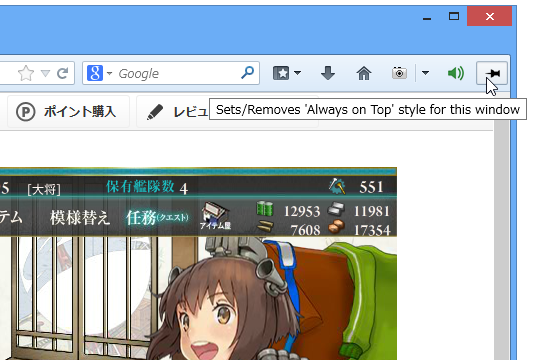 Google
ポイント購入
レビュ
Sets/Removes 'Always on Top' style for this window
5 [大将] 保有艦隊数 4 551
テム 模様替え 任務(クエスト) アイテム屋 12953 11981
7608 17354